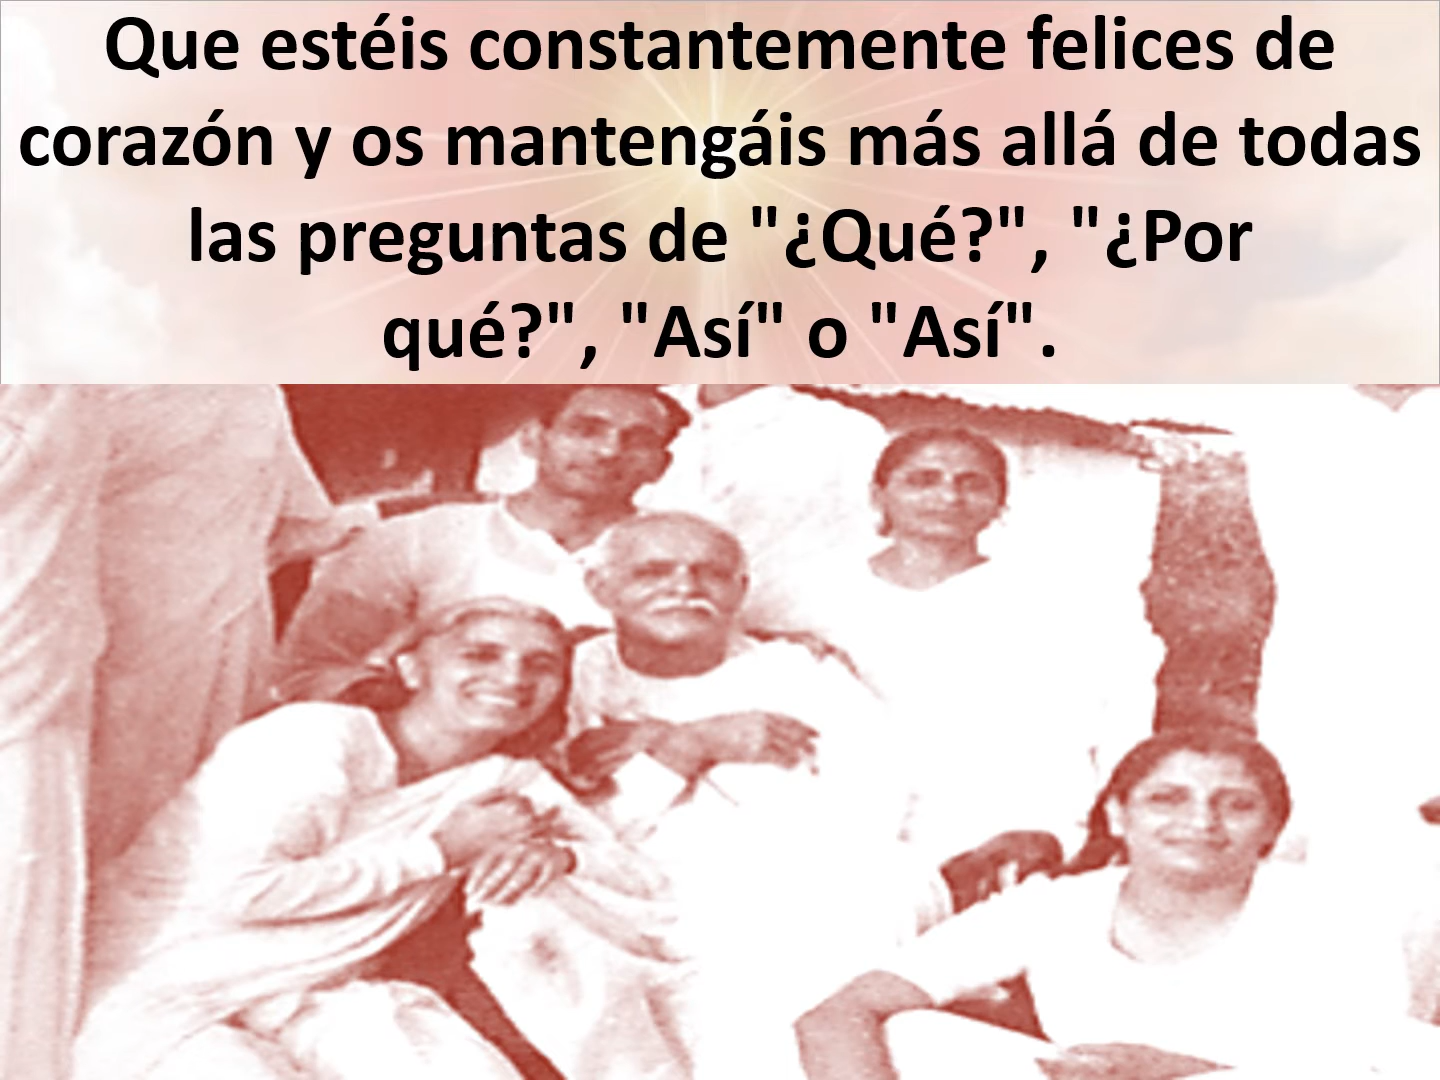 Que estéis constantemente felices de
corazón y os mantengáis más allá de todas
las preguntas de "¿Qué?", "¿Por
qué?", "Así" o "Así".